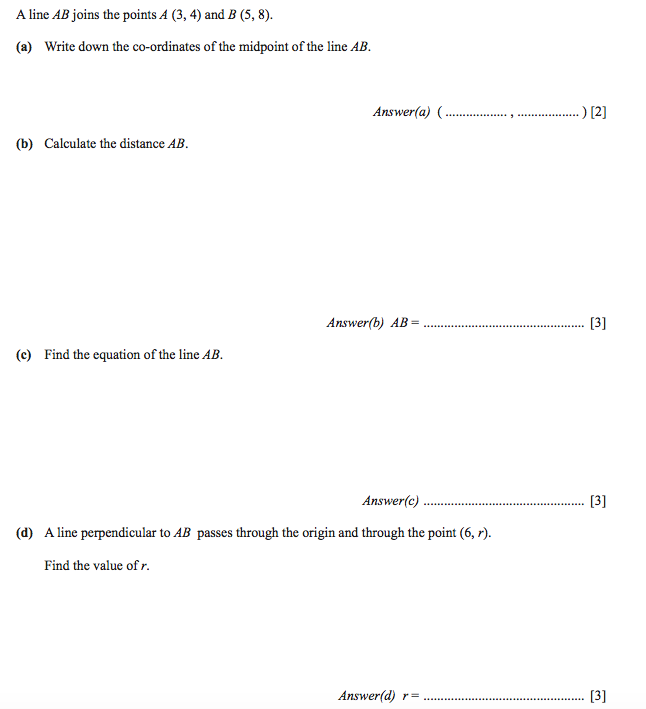 A line AB joins the points A (3, 4) and B (5, 8).
(a) Write down the co-ordinates of the midpoint of the line AB.
Answer(a) ( .................. , .................. ) [2]
(b) Calculate the distance AB.
Answer(b) AB = ............................................... [3]
(c) Find the equation of the line AB.
Answer(c) ............................................... [3]
(d) A line perpendicular to AB passes through the origin and through the point (6, r).
Find the value of r.
Answer(d) r = ............................................... [3]